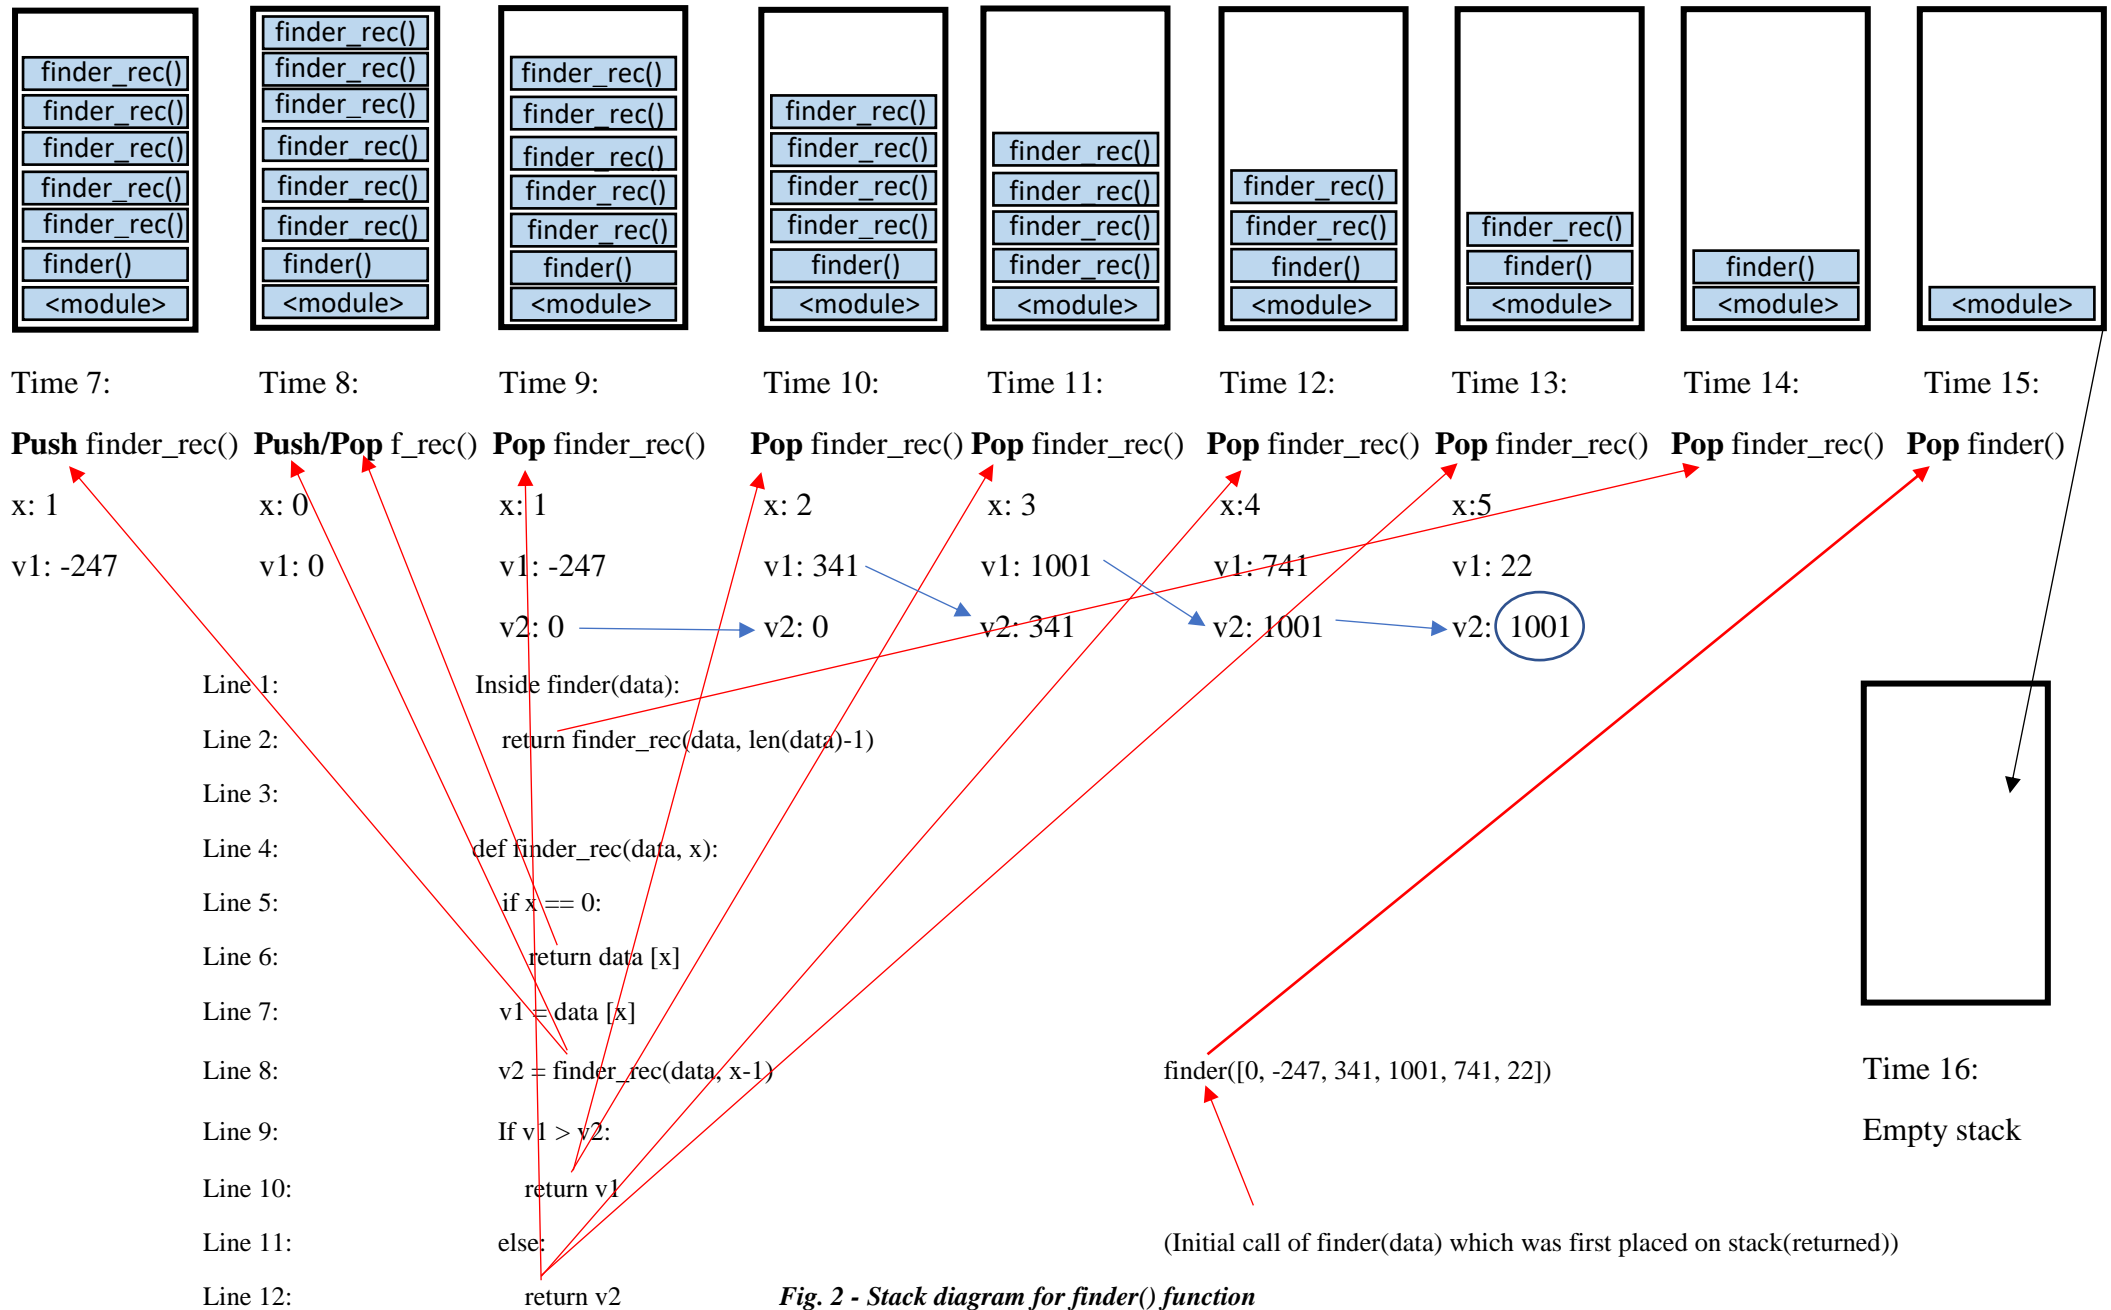 finder_rec()
finder_rec()
finder_rec()
finder_rec()
finder_rec()
finder()
<module>
finder_rec()
finder_rec()
finder_rec()
finder_rec()
finder_rec()
finder_rec()
finder()
<module>
finder_rec()
finder_rec()
finder_rec()
finder_rec()
finder_rec()
finder()
<module>
finder_rec()
finder_rec()
finder_rec()
finder_rec()
finder()
<module>
finder_rec()
finder_rec()
finder_rec()
finder_rec()
<module>
finder_rec()
finder_rec()
finder()
<module>
finder_rec()
finder()
<module>
finder()
<module>
<module>
Time 7: Time 8: Time 9: Time 10: Time 11: Time 12: Time 13: Time 14: Time 15:
Push finder_rec() Push/Pop f_rec() Pop finder_rec() Pop finder_rec() Pop finder_rec() Pop finder_rec() Pop finder_rec() Pop finder_rec() Pop finder()
x: 1 x: 0 x: 1 x: 2 x: 3 x:4 x:5
v1: -247 v1: 0 v1: -247 v1: 341 v1: 1001 v1: 741 v1: 22
v2: 0 v2: 0 v2: 341 v2: 1001 v2: 1001
Line 1: Inside finder(data):
Line 2: return finder_rec(data, len(data)-1)
Line 3:
Line 4: def finder_rec(data, x):
Line 5: if x == 0:
Line 6: return data [x]
Line 7: v1 = data [x]
Line 8: v2 = finder_rec(data, x-1) finder([0, -247, 341, 1001, 741, 22]) Time 16:
Line 9: If v1 > v2: Empty stack
Line 10: return v1
Line 11: else: (Initial call of finder(data) which was first placed on stack(returned))
Line 12: return v2 Fig. 2 - Stack diagram for finder() function